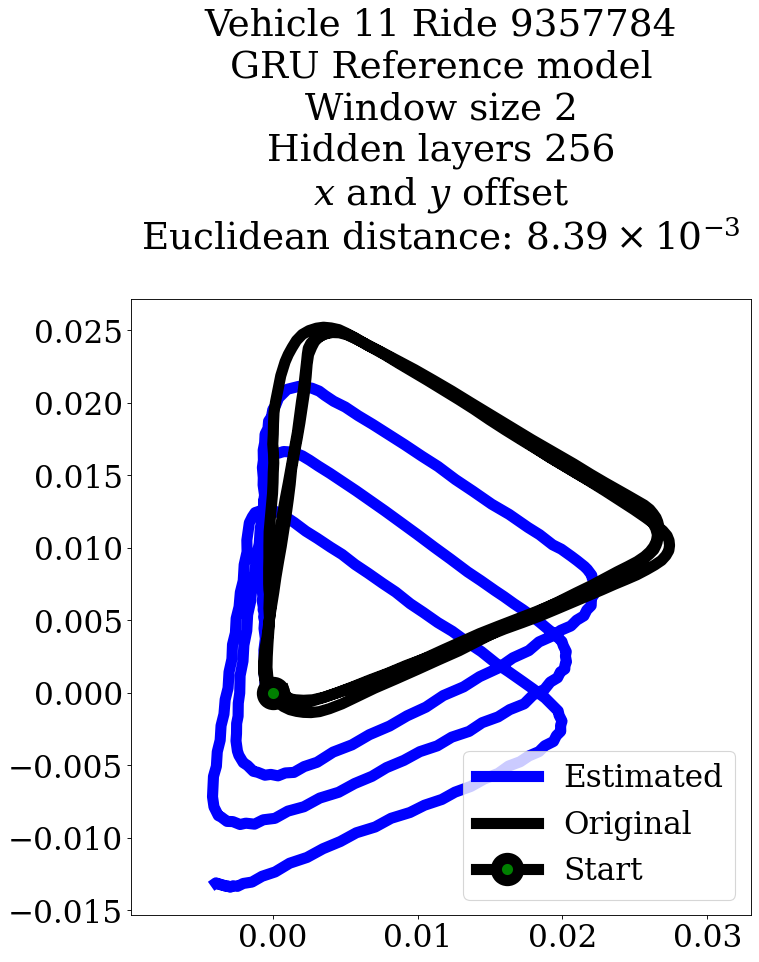 Vehicle 11 Ride 9357784
GRU Reference model
Window size 2
Hidden layers 256
x and y offset
Euclidean distance: 8.39 × 10⁻³
0.025
0.020
0.015
0.010
0.005
0.000
−0.005
−0.010
−0.015
Estimated
Original
Start
0.00 0.01 0.02 0.03